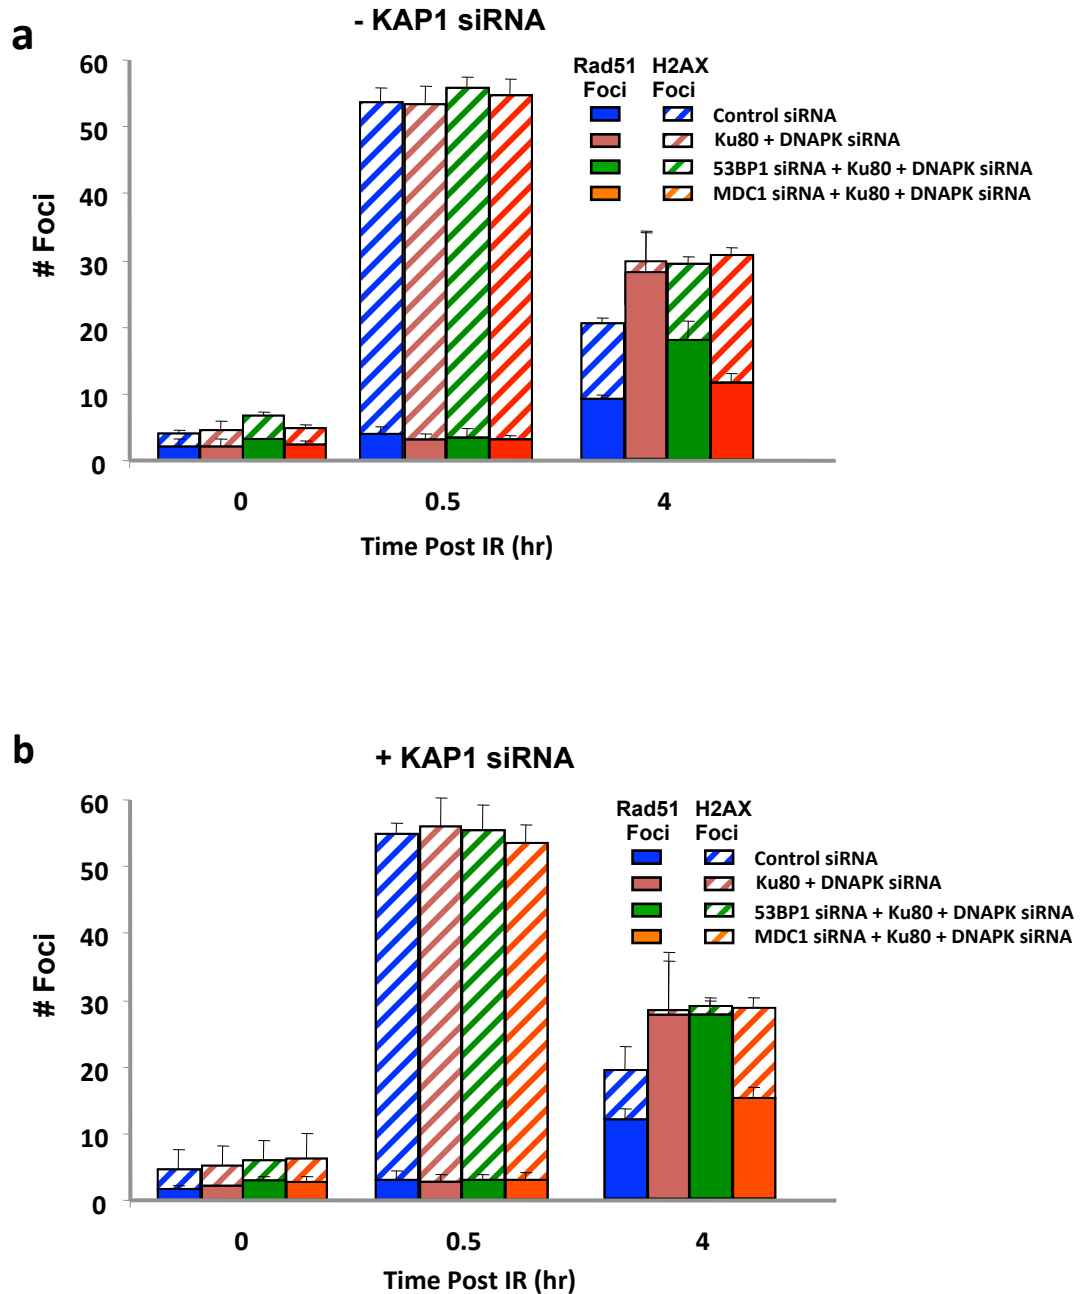 a
- KAP1 siRNA
60
50
40
30
20
10
0
# Foci
Rad51 H2AX
Foci Foci
Control siRNA
Ku80 + DNAPK siRNA
53BP1 siRNA + Ku80 + DNAPK siRNA
MDC1 siRNA + Ku80 + DNAPK siRNA
0 0.5 4
Time Post IR (hr)
b
+ KAP1 siRNA
60
50
40
30
20
10
0
# Foci
Rad51 H2AX
Foci Foci
Control siRNA
Ku80 + DNAPK siRNA
53BP1 siRNA + Ku80 + DNAPK siRNA
MDC1 siRNA + Ku80 + DNAPK siRNA
0 0.5 4
Time Post IR (hr)